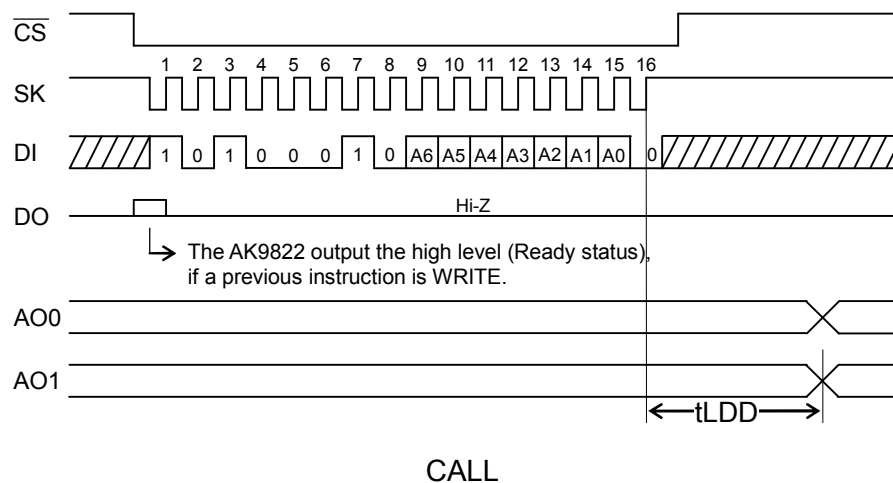 CS
1 2 3 4 5 6 7 8 9 10 11 12 13 14 15 16
SK
DI 1 0 1 0 0 0 1 0 A6 A5 A4 A3 A2 A1 A0 0
Hi-Z
DO
The AK9822 output the high level (Ready status),
if a previous instruction is WRITE.
AO0
AO1
tLDD
CALL